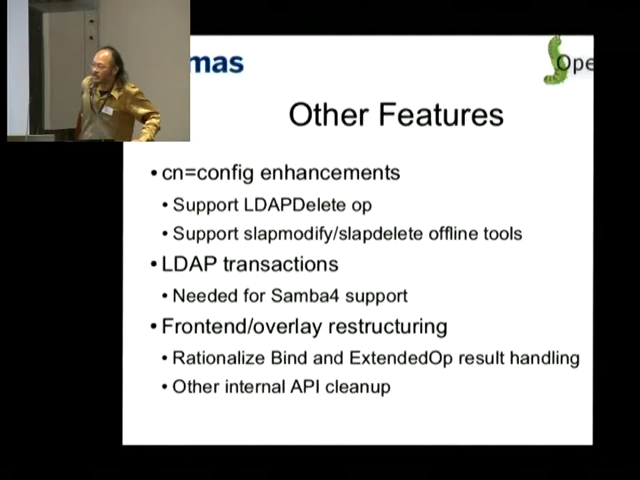 mas
Ope
Other Features
• cn=config enhancements
• Support LDAPDelete op
• Support slapmodify/slapdelete offline tools
• LDAP transactions
• Needed for Samba4 support
• Frontend/overlay restructuring
• Rationalize Bind and ExtendedOp result handling
• Other internal API cleanup